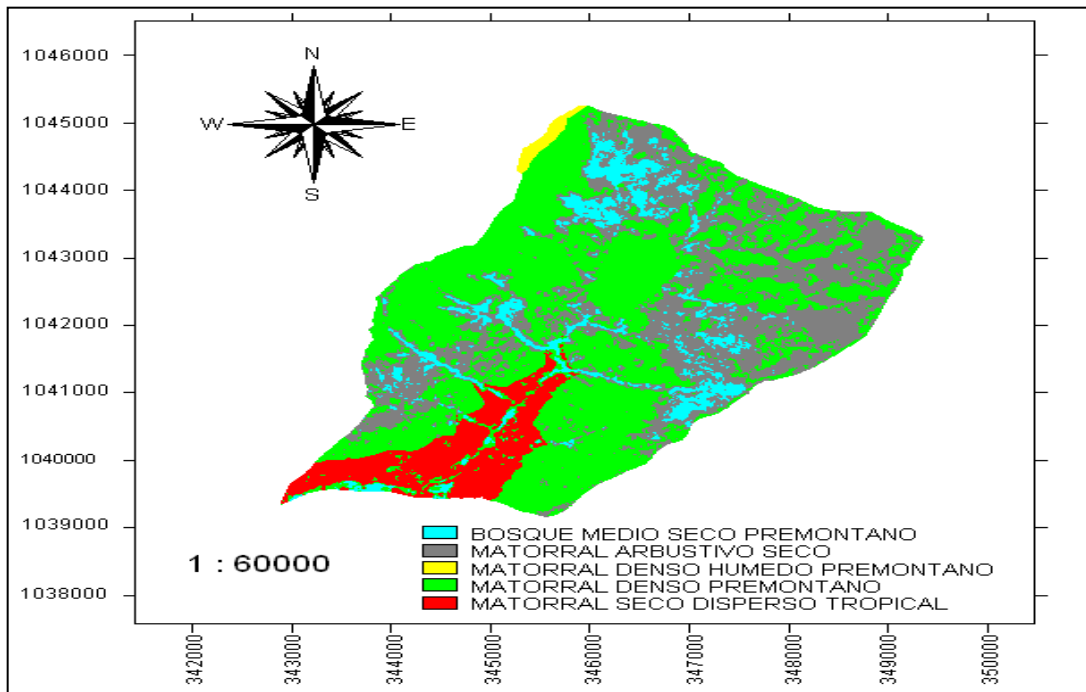 1046000
1045000
1044000
1043000
1042000
1041000
1040000
1039000
1038000
N
W
E
S
BOSQUE MEDIO SECO PREMONTANO
MATORRAL ARBUSTIVO SECO
MATORRAL DENSO HUMEDO PREMONTANO
MATORRAL DENSO PREMONTANO
MATORRAL SECO DISPERSO TROPICAL
1 : 60000
342000
343000
344000
345000
346000
347000
348000
349000
350000